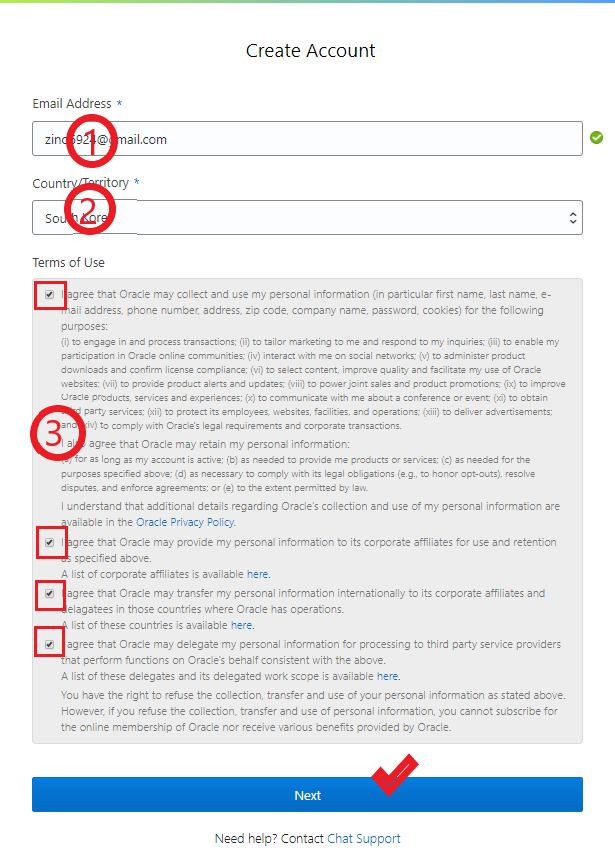 Create Account
Email Address *
1
Country/Territory *
2
South Korea
Terms of Use
I agree that Oracle may collect and use my personal information (in particular first name, last name, e-
mail address, phone number, address, zip code, company name, password, cookies) for the following
purposes:
(i) to engage in and process transactions; (ii) to tailor marketing to me and respond to my inquiries; (iii) to enable my
participation in Oracle online communities; (iv) interact with me on social networks; (v) to administer product
downloads and confirm license compliance; (vi) to select content, improve quality and facilitate my use of Oracle
websites; (vii) to provide product alerts and updates; (viii) to power joint sales and product promotions; (ix) to improve
Oracle products, services and experiences; (x) to communicate with me about a conference or event; (xi) to obtain
third party services; (xii) to protect its employees, websites, facilities, and operations; (xiii) to deliver advertisements;
and (xiv) to comply with Oracle's legal requirements and corporate transactions.
3
I also agree that Oracle may retain my personal information:
(a) for as long as my account is active; (b) as needed to provide me products or services; (c) as needed for the
purposes specified above; (d) as necessary to comply with its legal obligations (e.g., to honor opt-outs), resolve
disputes, and enforce agreements; or (e) to the extent permitted by law.
I understand that additional details regarding Oracle's collection and use of my personal information are
available in the Oracle Privacy Policy.
I agree that Oracle may provide my personal information to its corporate affiliates for use and retention
as specified above.
A list of corporate affiliates is available here.
I agree that Oracle may transfer my personal information internationally to its corporate affiliates and
delagatees in those countries where Oracle has operations.
A list of these countries is available here.
I agree that Oracle may delegate my personal information for processing to third party service providers
that perform functions on Oracle's behalf consistent with the above.
A list of these delegates and its delegated work scope is available here.
You have the right to refuse the collection, transfer and use of your personal information as stated above.
However, if you refuse the collection, transfer and use of personal information, you cannot subscribe for
the online membership of Oracle nor receive various benefits provided by Oracle.
Next
Need help? Contact Chat Support